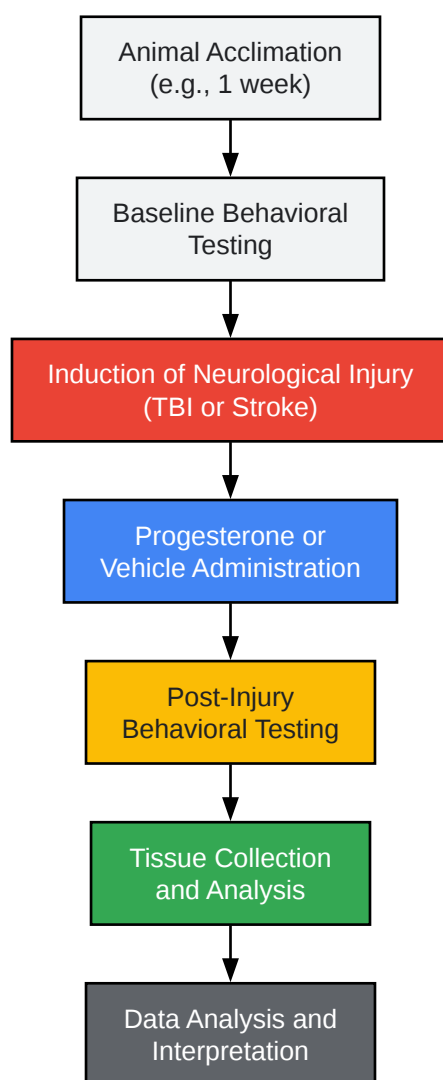 Animal Acclimation
(e.g., 1 week)
Baseline Behavioral
Testing
Induction of Neurological Injury
(TBI or Stroke)
Progesterone or
Vehicle Administration
Post-Injury
Behavioral Testing
Tissue Collection
and Analysis
Data Analysis and
Interpretation